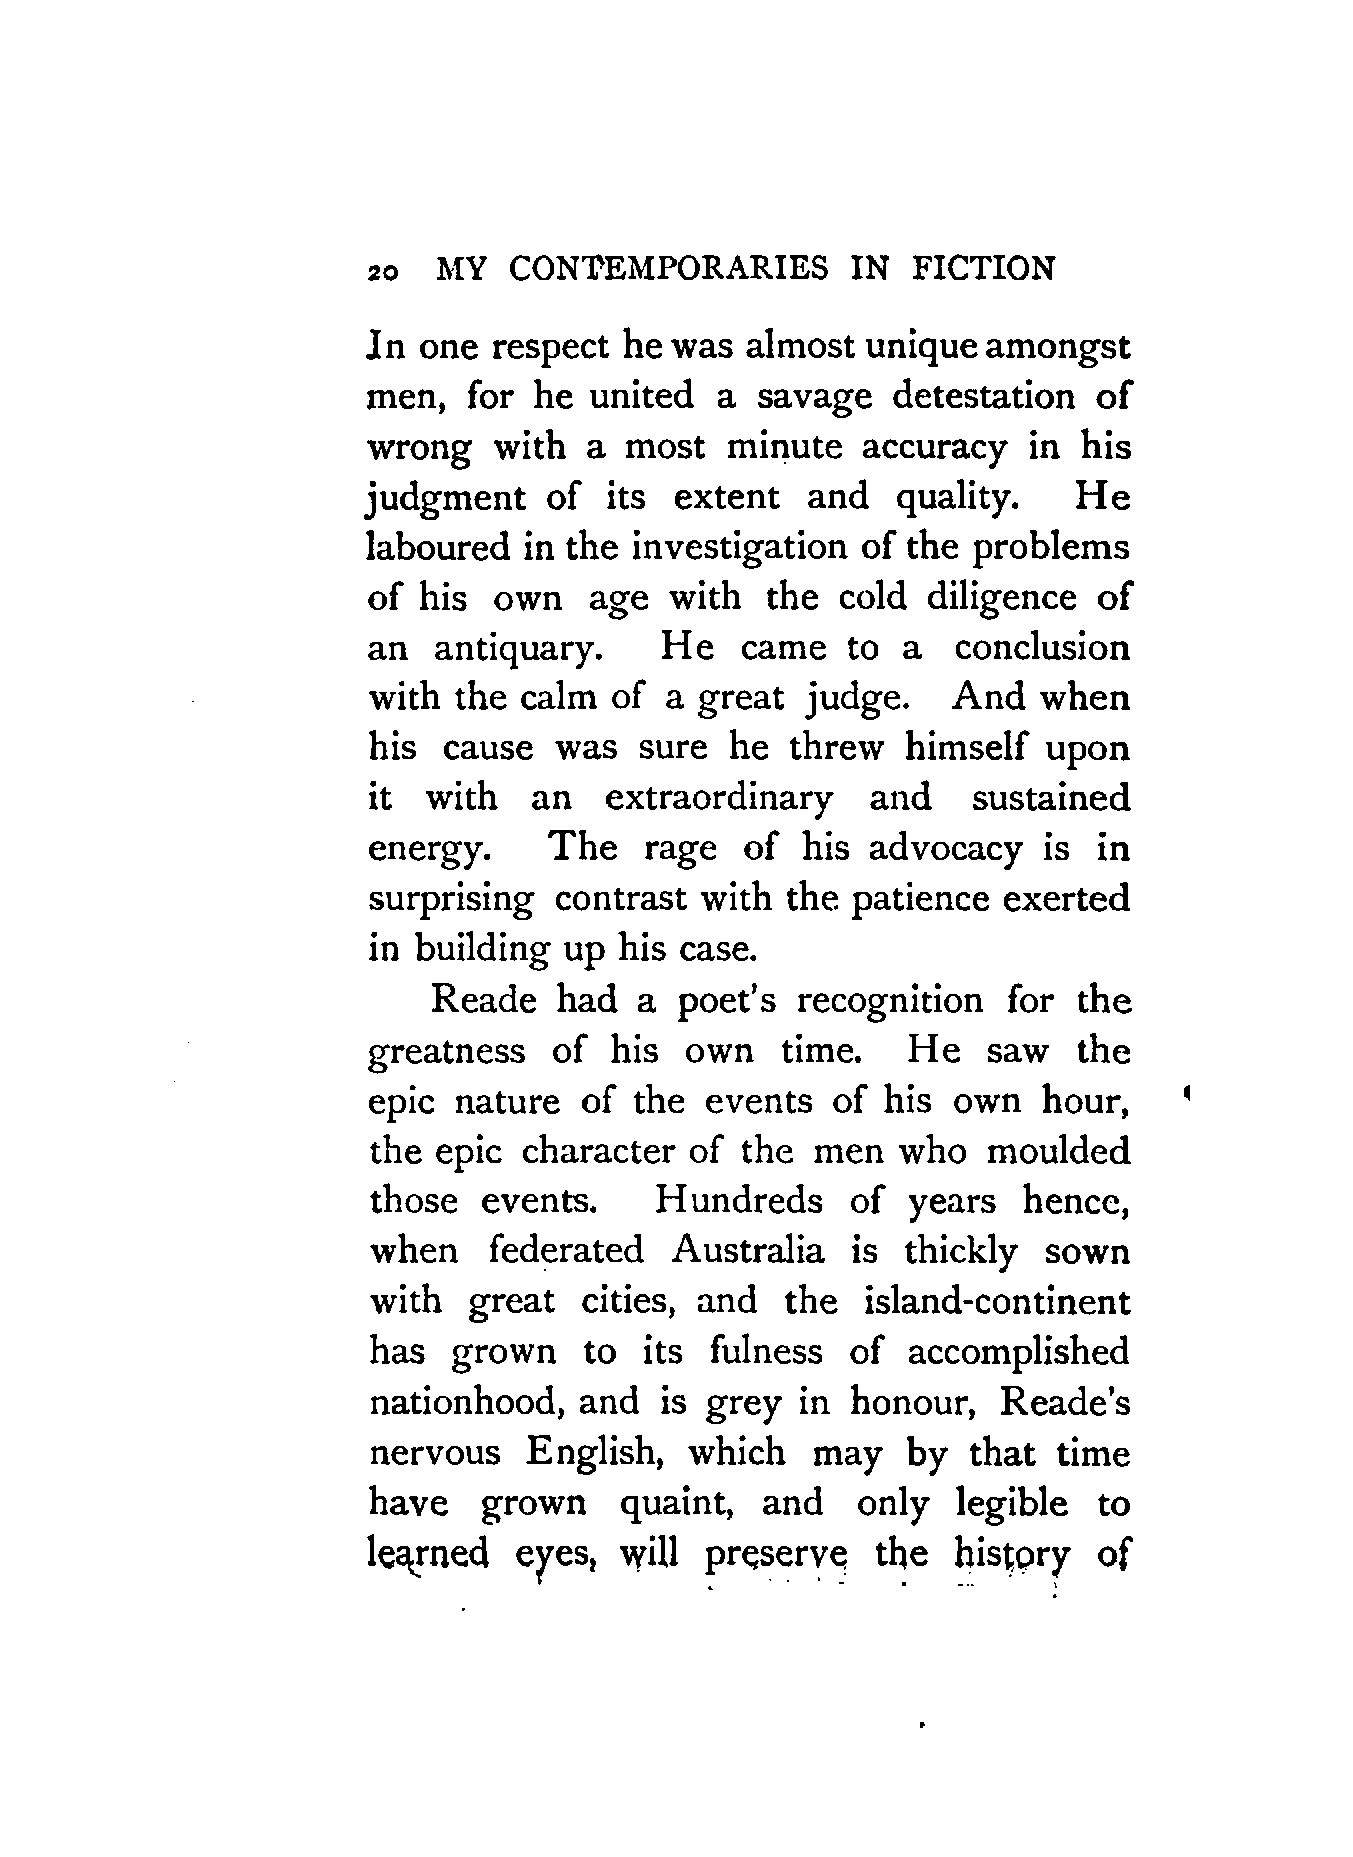 20 MY CONTEMPORARIES IN FICTION
In one respect he was almost unique amongst
men, for he united a savage detestation of
wrong with a most minute accuracy in his
judgment of its extent and quality. He
laboured in the investigation of the problems
of his own age with the cold diligence of
an antiquary. He came to a conclusion
with the calm of a great judge. And when
his cause was sure he threw himself upon
it with an extraordinary and sustained
energy. The rage of his advocacy is in
surprising contrast with the patience exerted
in building up his case.
Reade had a poet's recognition for the
greatness of his own time. He saw the
epic nature of the events of his own hour,
the epic character of the men who moulded
those events. Hundreds of years hence,
when federated Australia is thickly sown
with great cities, and the island-continent
has grown to its fulness of accomplished
nationhood, and is grey in honour, Reade's
nervous English, which may by that time
have grown quaint, and only legible to
learned eyes, will preserve the history of